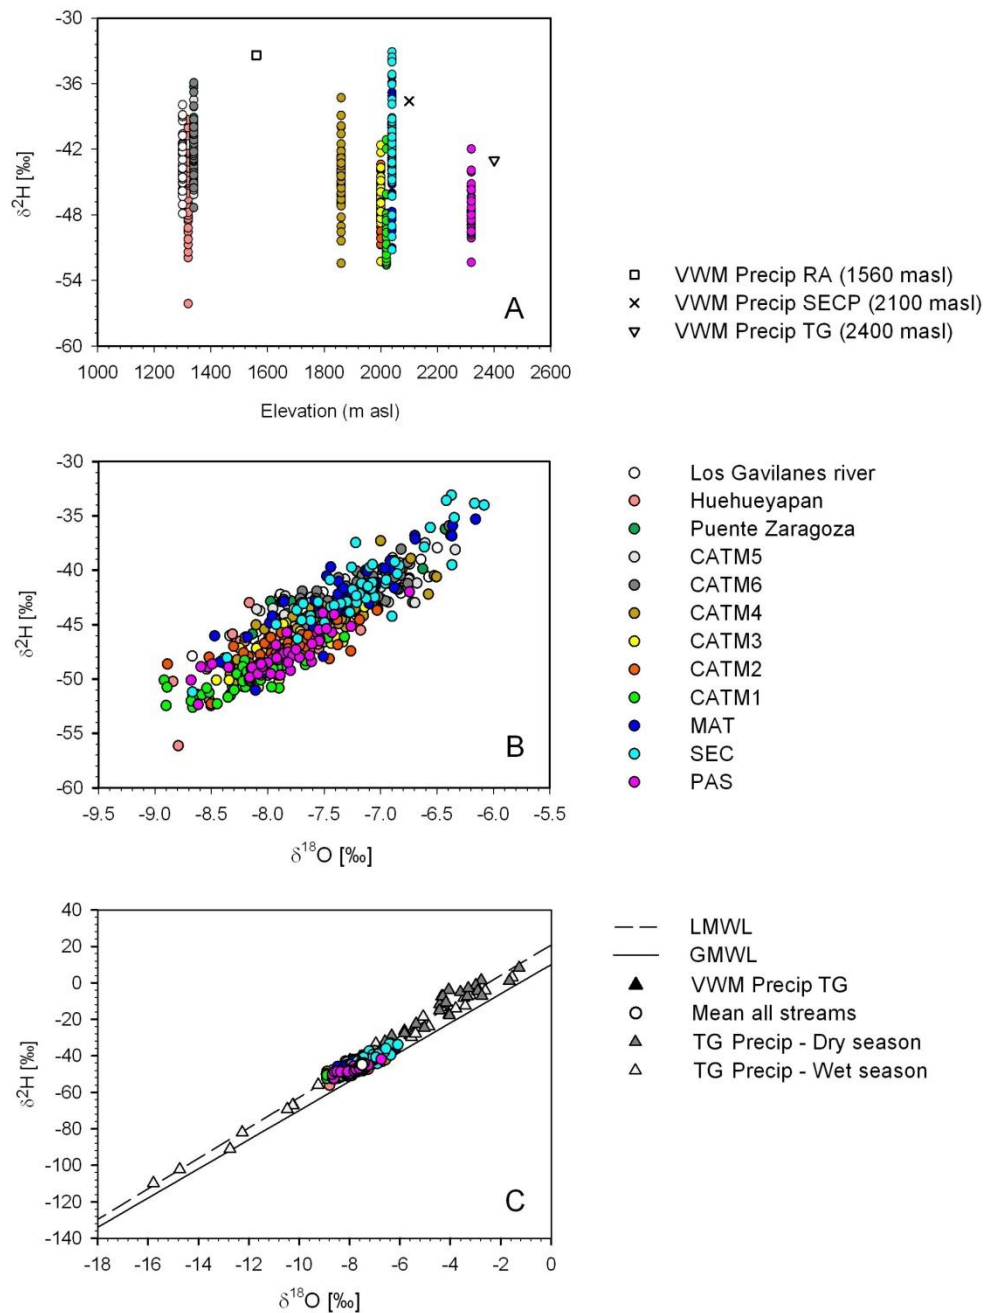 -30
-36
-42
-48
-54
-60
δ²H [‰]
A
1000 1200 1400 1600 1800 2000 2200 2400 2600
Elevation (m asl)
VWM Precip RA (1560 masl)
VWM Precip SECP (2100 masl)
VWM Precip TG (2400 masl)
-30
-35
-40
-45
-50
-55
-60
δ²H [‰]
B
-9.5 -9.0 -8.5 -8.0 -7.5 -7.0 -6.5 -6.0 -5.5
δ¹⁸O [‰]
Los Gavilanes river
Huehueyapan
Puente Zaragoza
CATM5
CATM6
CATM4
CATM3
CATM2
CATM1
MAT
SEC
PAS
40
20
0
-20
-40
-60
-80
-100
-120
-140
δ²H [‰]
C
-18 -16 -14 -12 -10 -8 -6 -4 -2 0
δ¹⁸O [‰]
LMWL
GMWL
VWM Precip TG
Mean all streams
TG Precip - Dry season
TG Precip - Wet season